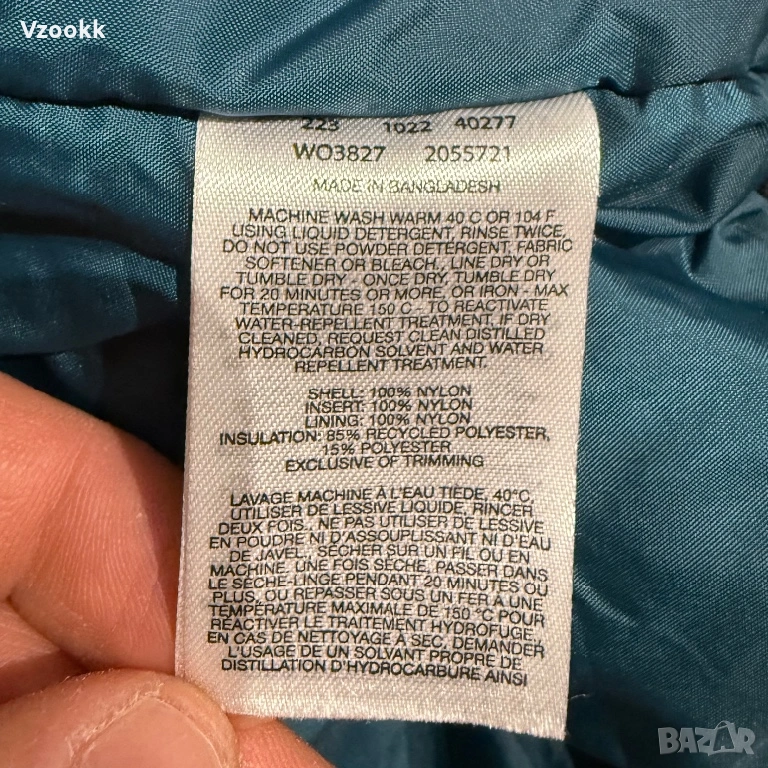 Vzookk
223 1022 40277
WO3827 2055721
MADE IN BANGLADESH
MACHINE WASH WARM 40 C OR 104 F
USING LIQUID DETERGENT, RINSE TWICE,
DO NOT USE POWDER DETERGENT, FABRIC
SOFTENER OR BLEACH. LINE DRY OR
TUMBLE DRY - ONCE DRY, TUMBLE DRY
FOR 20 MINUTES OR MORE, OR IRON - MAX
TEMPERATURE 150 C - TO REACTIVATE
WATER-REPELLENT TREATMENT. IF DRY
CLEANED, REQUEST CLEAN DISTILLED
HYDROCARBON SOLVENT AND WATER
REPELLENT TREATMENT.
SHELL: 100% NYLON
INSERT: 100% NYLON
LINING: 100% NYLON
INSULATION: 85% RECYCLED POLYESTER,
15% POLYESTER
EXCLUSIVE OF TRIMMING
LAVAGE MACHINE À L'EAU TIÈDE, 40°C,
UTILISER DE LESSIVE LIQUIDE, RINCER
DEUX FOIS. NE PAS UTILISER DE LESSIVE
EN POUDRE NI D'ASSOUPLISSANT NI D'EAU
DE JAVEL. SÉCHER SUR UN FIL OU EN
MACHINE. UNE FOIS SÈCHE, PASSER DANS
LE SÈCHE-LINGE PENDANT 20 MINUTES OU
PLUS, OU REPASSER SOUS UN FER À UNE
TEMPÉRATURE MAXIMALE DE 150 °C POUR
RÉACTIVER LE TRAITEMENT HYDROFUGE.
EN CAS DE NETTOYAGE À SEC, DEMANDER
L'USAGE DE UN SOLVANT PROPRE DE
DISTILLATION D'HYDROCARBURE AINSI
BAZAR